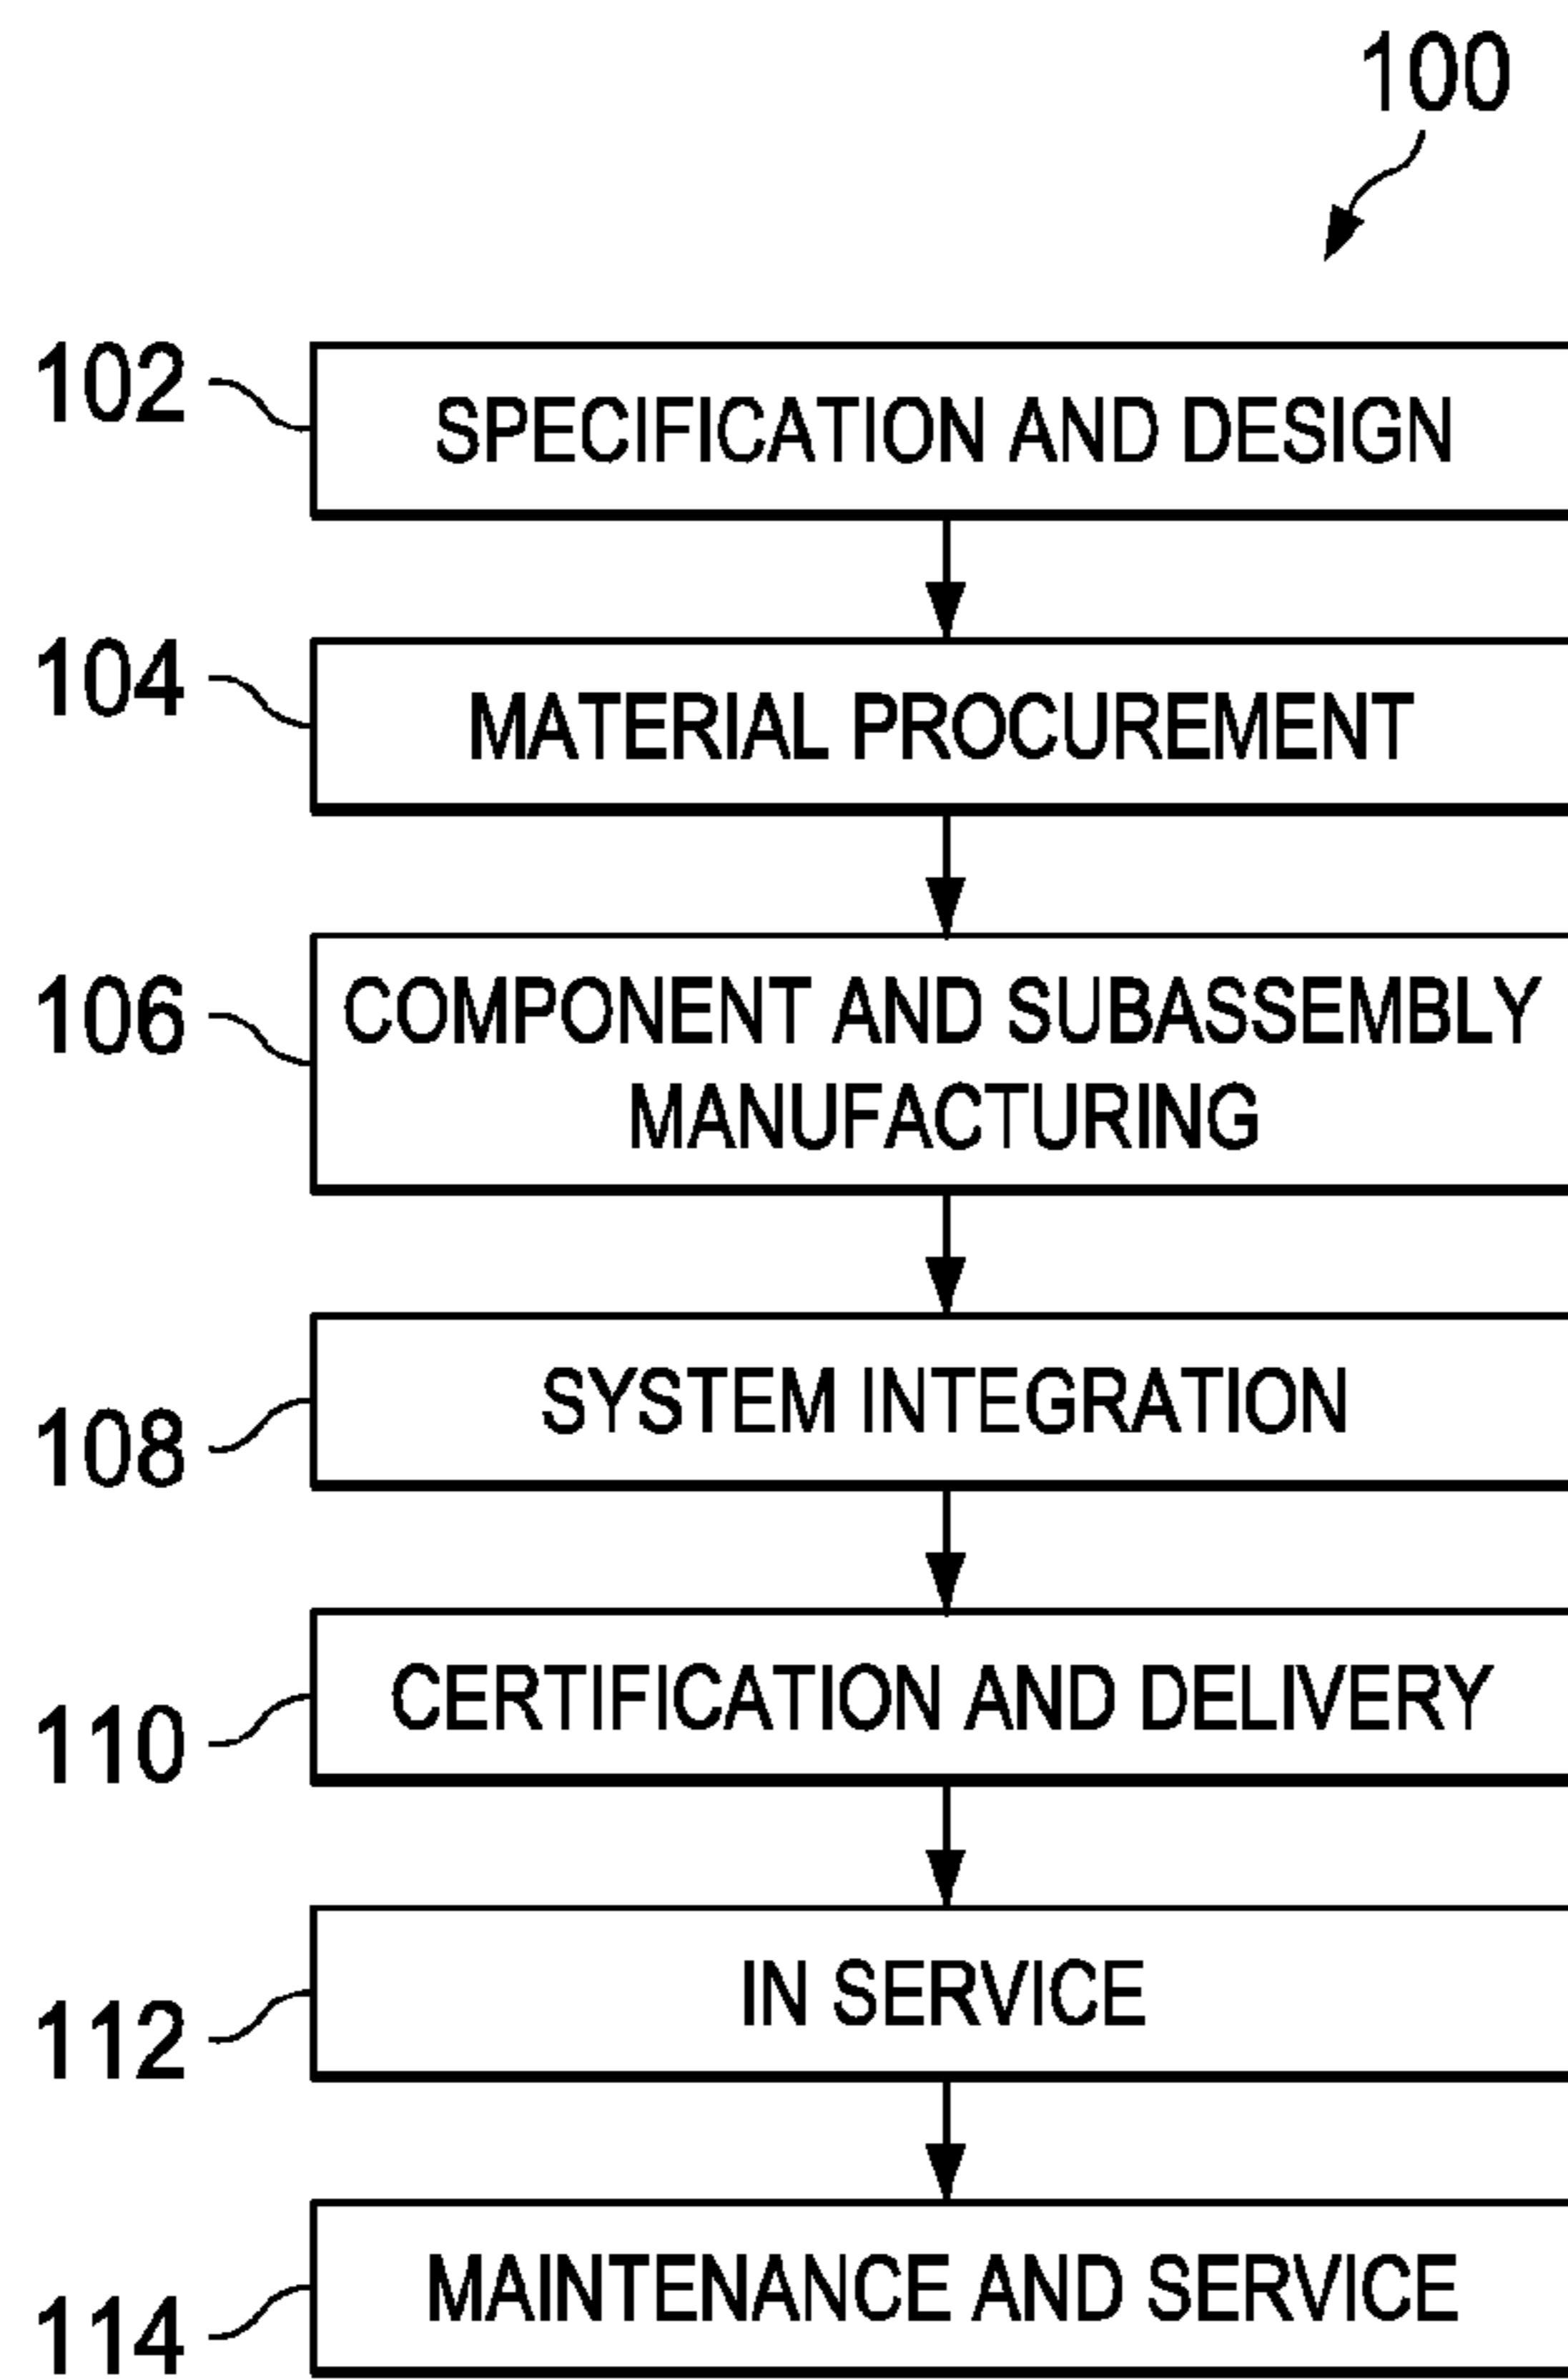 100
102
SPECIFICATION AND DESIGN
104
MATERIAL PROCUREMENT
106
COMPONENT AND SUBASSEMBLY
MANUFACTURING
108
SYSTEM INTEGRATION
110
CERTIFICATION AND DELIVERY
112
IN SERVICE
114
MAINTENANCE AND SERVICE